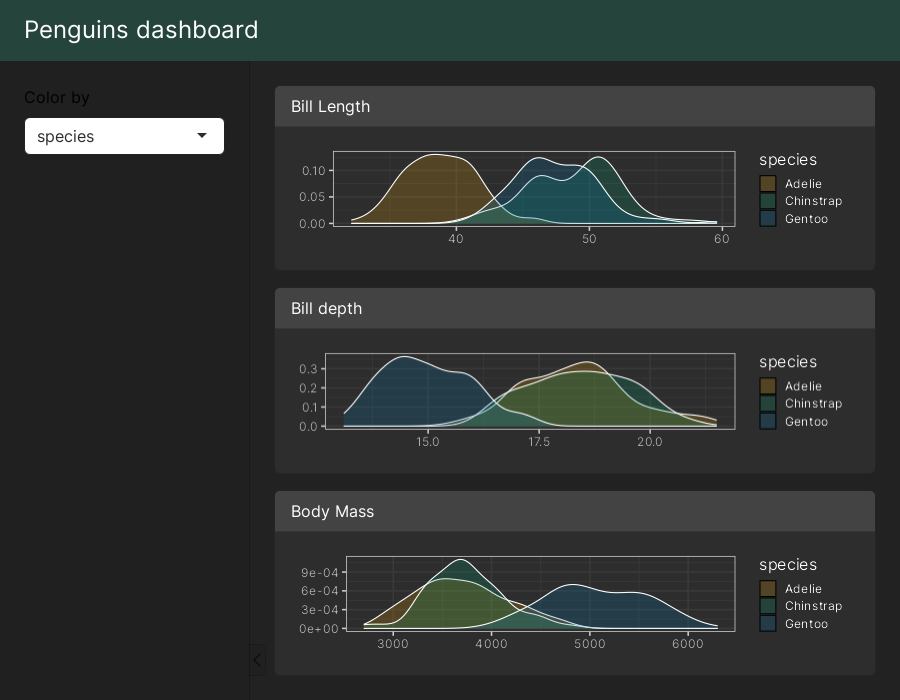 Penguins dashboard
Color by
species
Bill Length
0.10
0.05
0.00
40 50 60
species
Adelie
Chinstrap
Gentoo
Bill depth
0.3
0.2
0.1
0.0
15.0 17.5 20.0
species
Adelie
Chinstrap
Gentoo
Body Mass
9e-04
6e-04
3e-04
0e+00
3000 4000 5000 6000
species
Adelie
Chinstrap
Gentoo